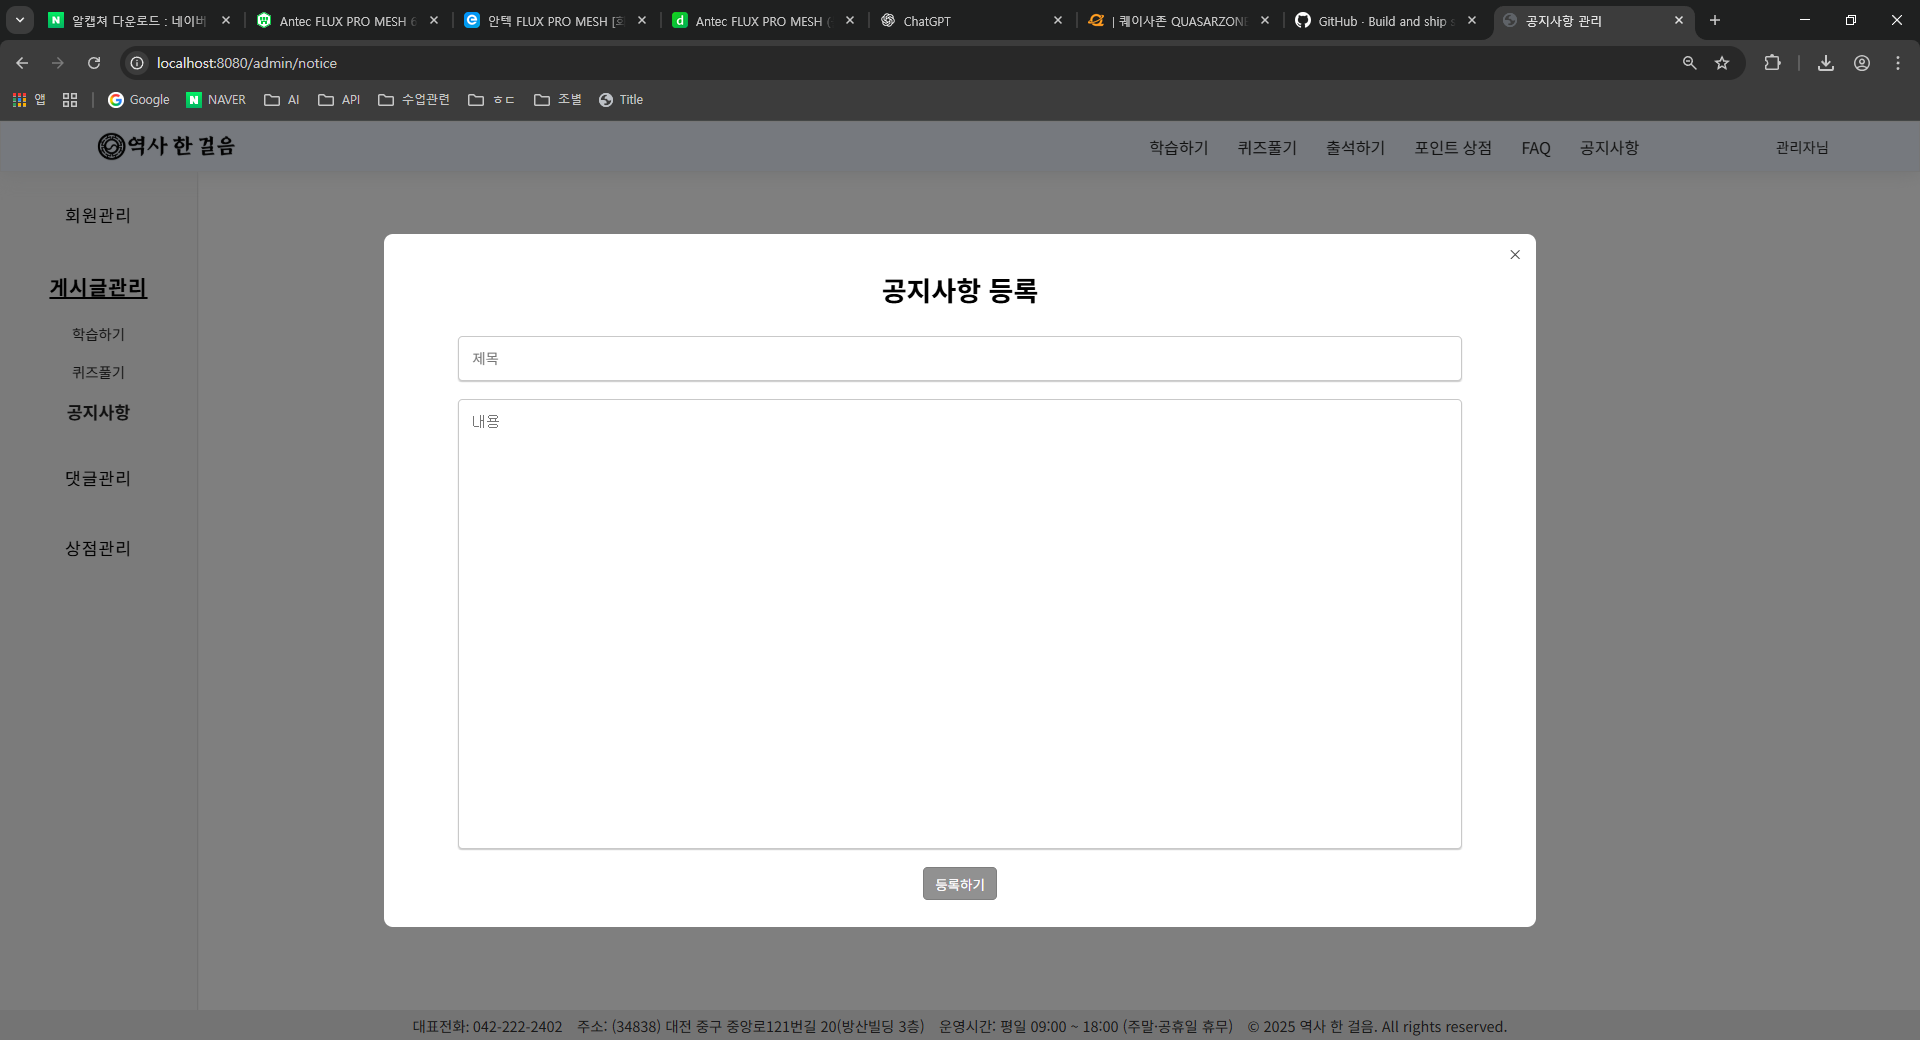 알캡쳐 다운로드 : 네이버
Antec FLUX PRO MESH
안텍 FLUX PRO MESH
Antec FLUX PRO MESH
ChatGPT
| 퀘이사존 QUASARZONE
GitHub · Build and ship
공지사항 관리
localhost:8080/admin/notice
앱
Google
NAVER
AI
API
수업관련
ㅎㄷ
조별
Title
역사 한 걸음
학습하기
퀴즈풀기
출석하기
포인트 상점
FAQ
공지사항
관리자님
회원관리
게시글관리
학습하기
퀴즈풀기
공지사항
댓글관리
상점관리
공지사항 등록
제목
내용
등록하기
대표전화: 042-222-2402 주소: (34838) 대전 중구 중앙로121번길 20(방산빌딩 3층) 운영시간: 평일 09:00 ~ 18:00 (주말·공휴일 휴무) © 2025 역사 한 걸음. All rights reserved.